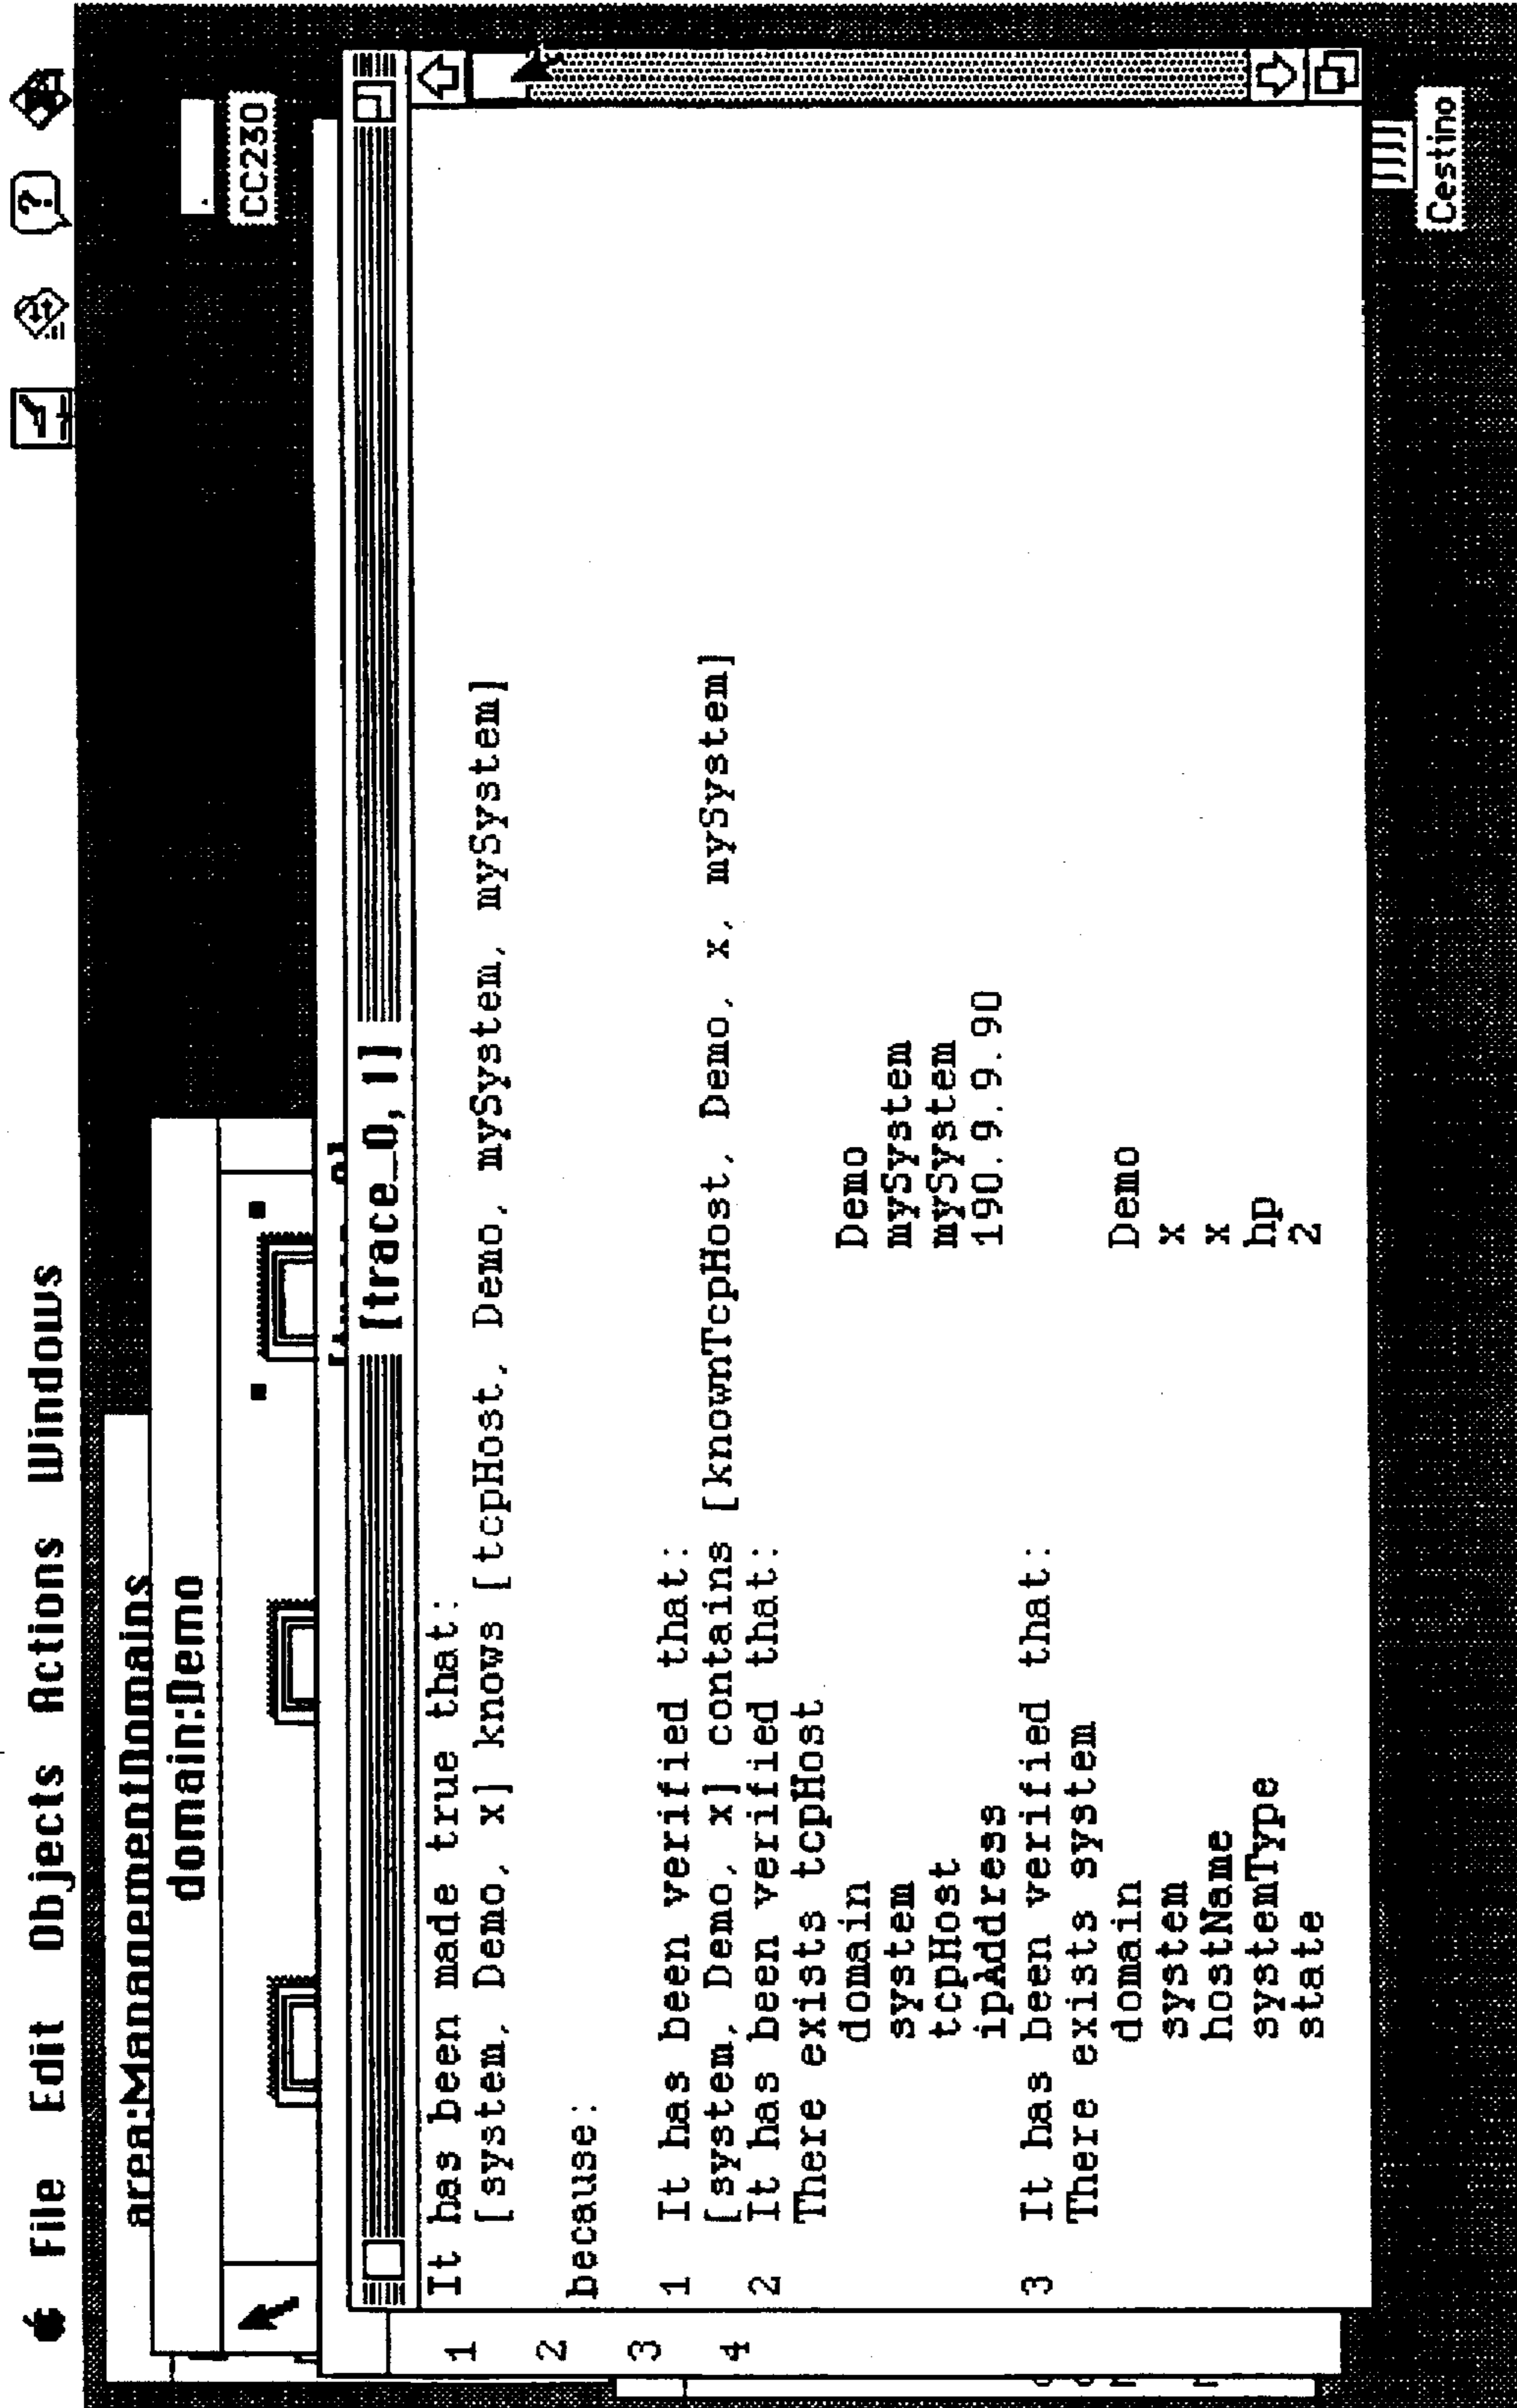 File Edit Objects Actions Windows
CC230
area:ManagementDomains
domain:Demo
[trace_0, 1]
It has been made true that:
[system, Demo, x] knows [tcpHost, Demo, mySystem, mySystem]
because:
1 It has been verified that:
[system, Demo, x] contains [knownTcpHost, Demo, x, mySystem]
2 It has been verified that:
There exists tcpHost
domain Demo
system mySystem
tcpHost mySystem
ipAddress 190.9.9.90
3 It has been verified that:
There exists system
domain Demo
system x
hostName x
systemType hp
state 2
1
2
3
4
Cestino